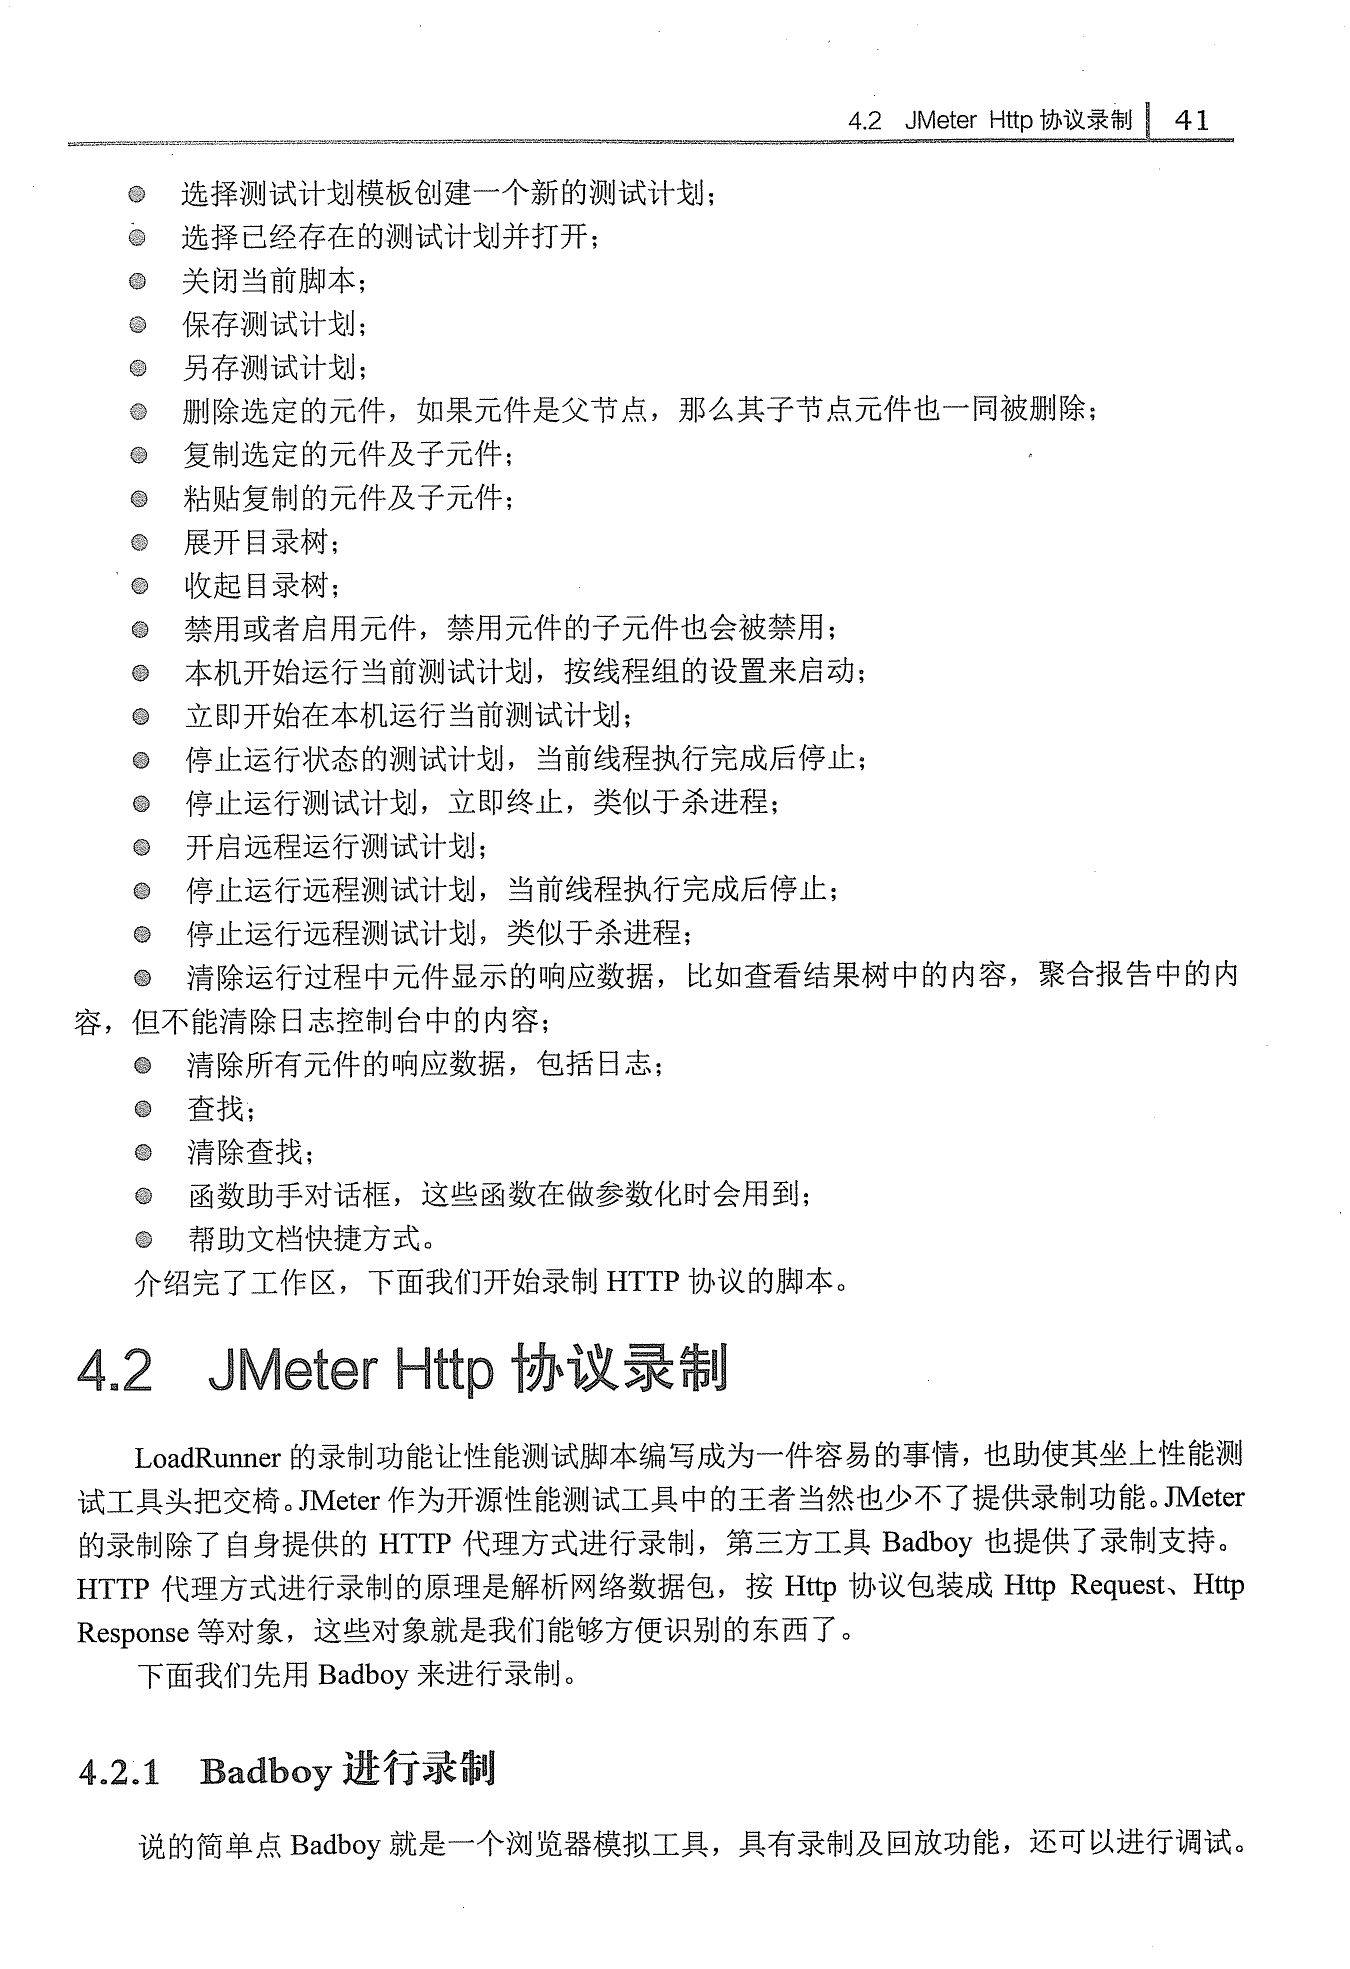 4.2 JMeter Http 协议录制 41
● 选择测试计划模板创建一个新的测试计划；
● 选择已经存在的测试计划并打开；
● 关闭当前脚本；
● 保存测试计划；
● 另存测试计划；
● 删除选定的元件，如果元件是父节点，那么其子节点元件也一同被删除；
● 复制选定的元件及子元件；
● 粘贴复制的元件及子元件；
● 展开目录树；
● 收起目录树；
● 禁用或者启用元件，禁用元件的子元件也会被禁用；
● 本机开始运行当前测试计划，按线程组的设置来启动；
● 立即开始在本机运行当前测试计划；
● 停止运行状态的测试计划，当前线程执行完成后停止；
● 停止运行测试计划，立即终止，类似于杀进程；
● 开启远程运行测试计划；
● 停止运行远程测试计划，当前线程执行完成后停止；
● 停止运行远程测试计划，类似于杀进程；
● 清除运行过程中元件显示的响应数据，比如查看结果树中的内容，聚合报告中的内
容，但不能清除日志控制台中的内容；
● 清除所有元件的响应数据，包括日志；
● 查找；
● 清除查找；
● 函数助手对话框，这些函数在做参数化时会用到；
● 帮助文档快捷方式。
介绍完了工作区，下面我们开始录制 HTTP 协议的脚本。
4.2 JMeter Http 协议录制
LoadRunner 的录制功能让性能测试脚本编写成为一件容易的事情，也助使其坐上性能测
试工具头把交椅。JMeter 作为开源性能测试工具中的王者当然也少不了提供录制功能。JMeter
的录制除了自身提供的 HTTP 代理方式进行录制，第三方工具 Badboy 也提供了录制支持。
HTTP 代理方式进行录制的原理是解析网络数据包，按 Http 协议包装成 Http Request、Http
Response 等对象，这些对象就是我们能够方便识别的东西了。
下面我们先用 Badboy 来进行录制。
4.2.1 Badboy 进行录制
说的简单点 Badboy 就是一个浏览器模拟工具，具有录制及回放功能，还可以进行调试。